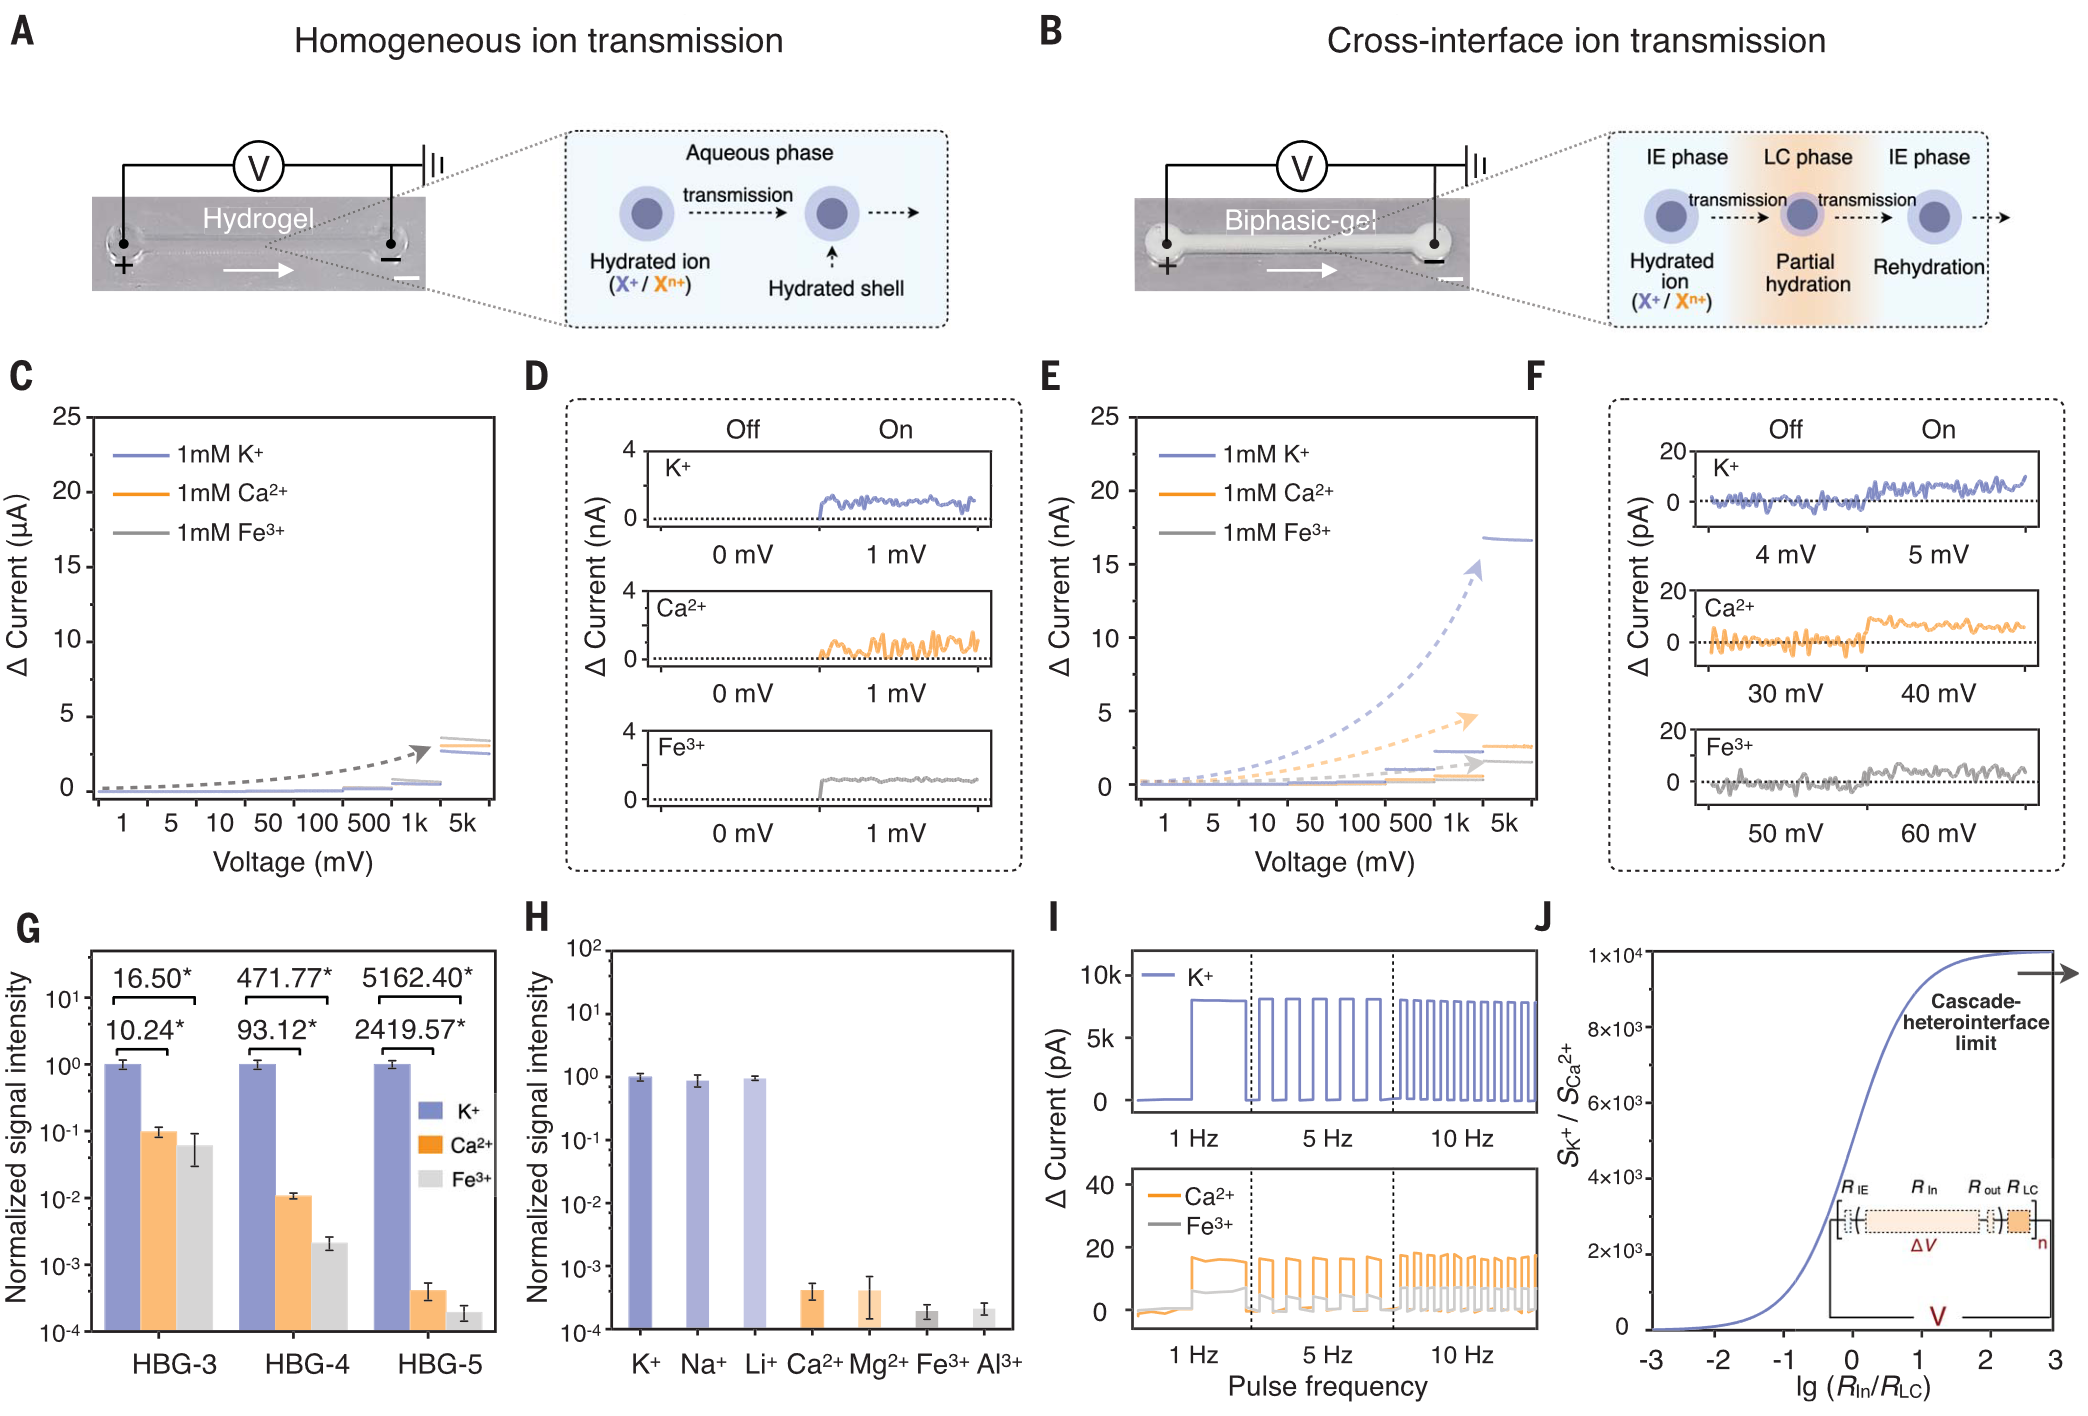 A
Homogeneous ion transmission
V
Hydrogel
+
−
Aqueous phase
transmission
Hydrated ion
(X⁺ / Xⁿ⁺)
Hydrated shell
B
Cross-interface ion transmission
V
Biphasic-gel
+
−
IE phase LC phase IE phase
transmission transmission
Hydrated
ion
(X⁺ / Xⁿ⁺)
Partial
hydration
Rehydration
C
Δ Current (μA)
25
20
15
10
5
0
1mM K⁺
1mM Ca²⁺
1mM Fe³⁺
1 5 10 50 100 500 1k 5k
Voltage (mV)
D
Δ Current (nA)
Off On
4
0
K⁺
0 mV 1 mV
4
0
Ca²⁺
0 mV 1 mV
4
0
Fe³⁺
0 mV 1 mV
E
Δ Current (nA)
25
20
15
10
5
0
1mM K⁺
1mM Ca²⁺
1mM Fe³⁺
1 5 10 50 100 500 1k 5k
Voltage (mV)
F
Δ Current (pA)
Off On
20
0
K⁺
4 mV 5 mV
20
0
Ca²⁺
30 mV 40 mV
20
0
Fe³⁺
50 mV 60 mV
G
Normalized signal intensity
10¹
10⁰
10⁻¹
10⁻²
10⁻³
10⁻⁴
16.50* 471.77* 5162.40*
10.24* 93.12* 2419.57*
K⁺
Ca²⁺
Fe³⁺
HBG-3 HBG-4 HBG-5
H
Normalized signal intensity
10²
10¹
10⁰
10⁻¹
10⁻²
10⁻³
10⁻⁴
K⁺ Na⁺ Li⁺ Ca²⁺ Mg²⁺ Fe³⁺ Al³⁺
I
Δ Current (pA)
10k
5k
0
K⁺
1 Hz 5 Hz 10 Hz
40
20
0
Ca²⁺
Fe³⁺
1 Hz 5 Hz 10 Hz
Pulse frequency
J
S_K⁺ / S_Ca²⁺
1×10⁴
8×10³
6×10³
4×10³
2×10³
0
Cascade-
heterointerface
limit
R IE R In R out R LC
ΔV
n
V
-3 -2 -1 0 1 2 3
lg (R_In/R_LC)